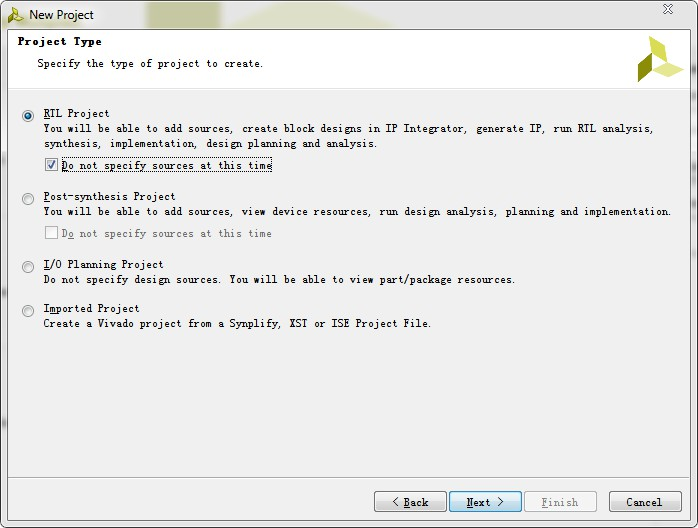 New Project
Project Type
Specify the type of project to create.
RTL Project
You will be able to add sources, create block designs in IP Integrator, generate IP, run RTL analysis,
synthesis, implementation, design planning and analysis.
Do not specify sources at this time
Post-synthesis Project
You will be able to add sources, view device resources, run design analysis, planning and implementation.
Do not specify sources at this time
I/O Planning Project
Do not specify design sources. You will be able to view part/package resources.
Imported Project
Create a Vivado project from a Synplify, XST or ISE Project File.
< Back Next > Finish Cancel